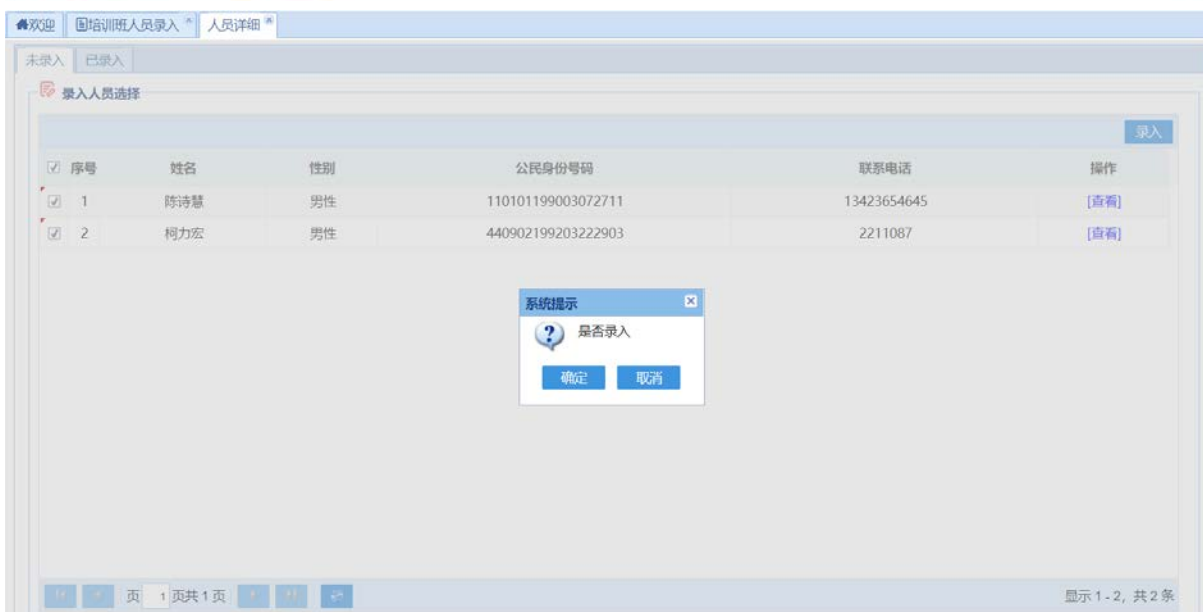 欢迎 培训班人员录入 人员详细
未录入 已录入
录入人员选择
录入
序号 姓名 性别 公民身份号码 联系电话 操作
1 陈诗慧 男性 110101199003072711 13423654645 [查看]
2 柯力宏 男性 440902199203222903 2211087 [查看]
系统提示
是否录入
确定 取消
页 1 页共1页 显示1-2, 共2条